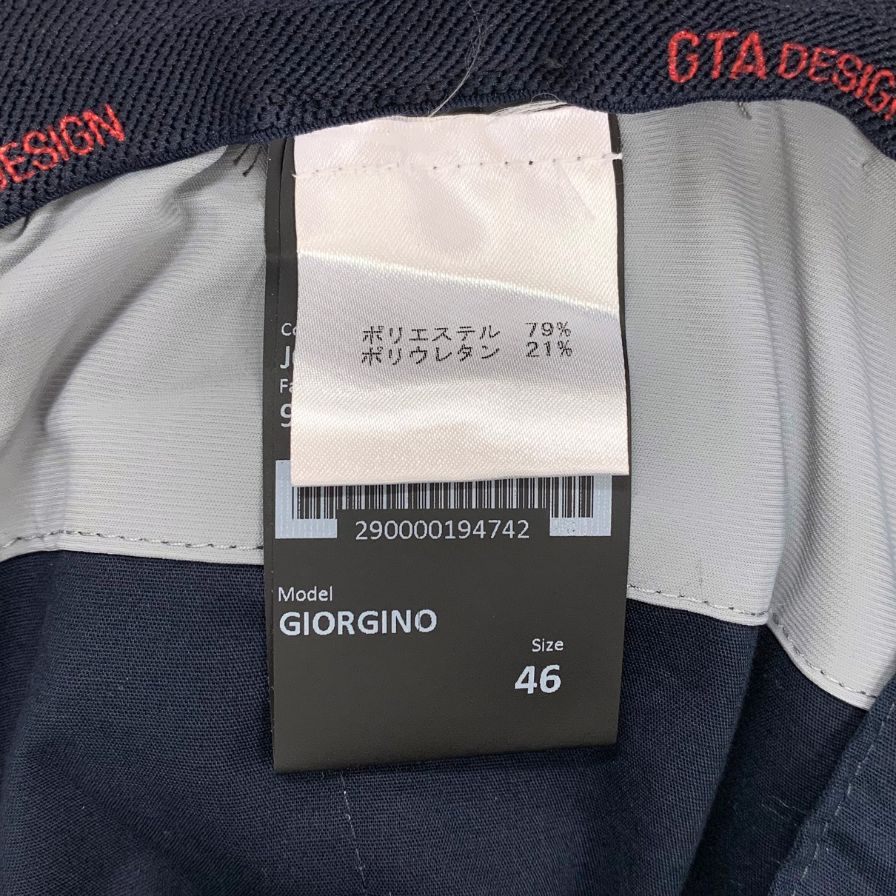 GTA DESIGN
DESIGN
ポリエステル 79%
ポリウレタン 21%
290000194742
Model
GIORGINO
Size
46